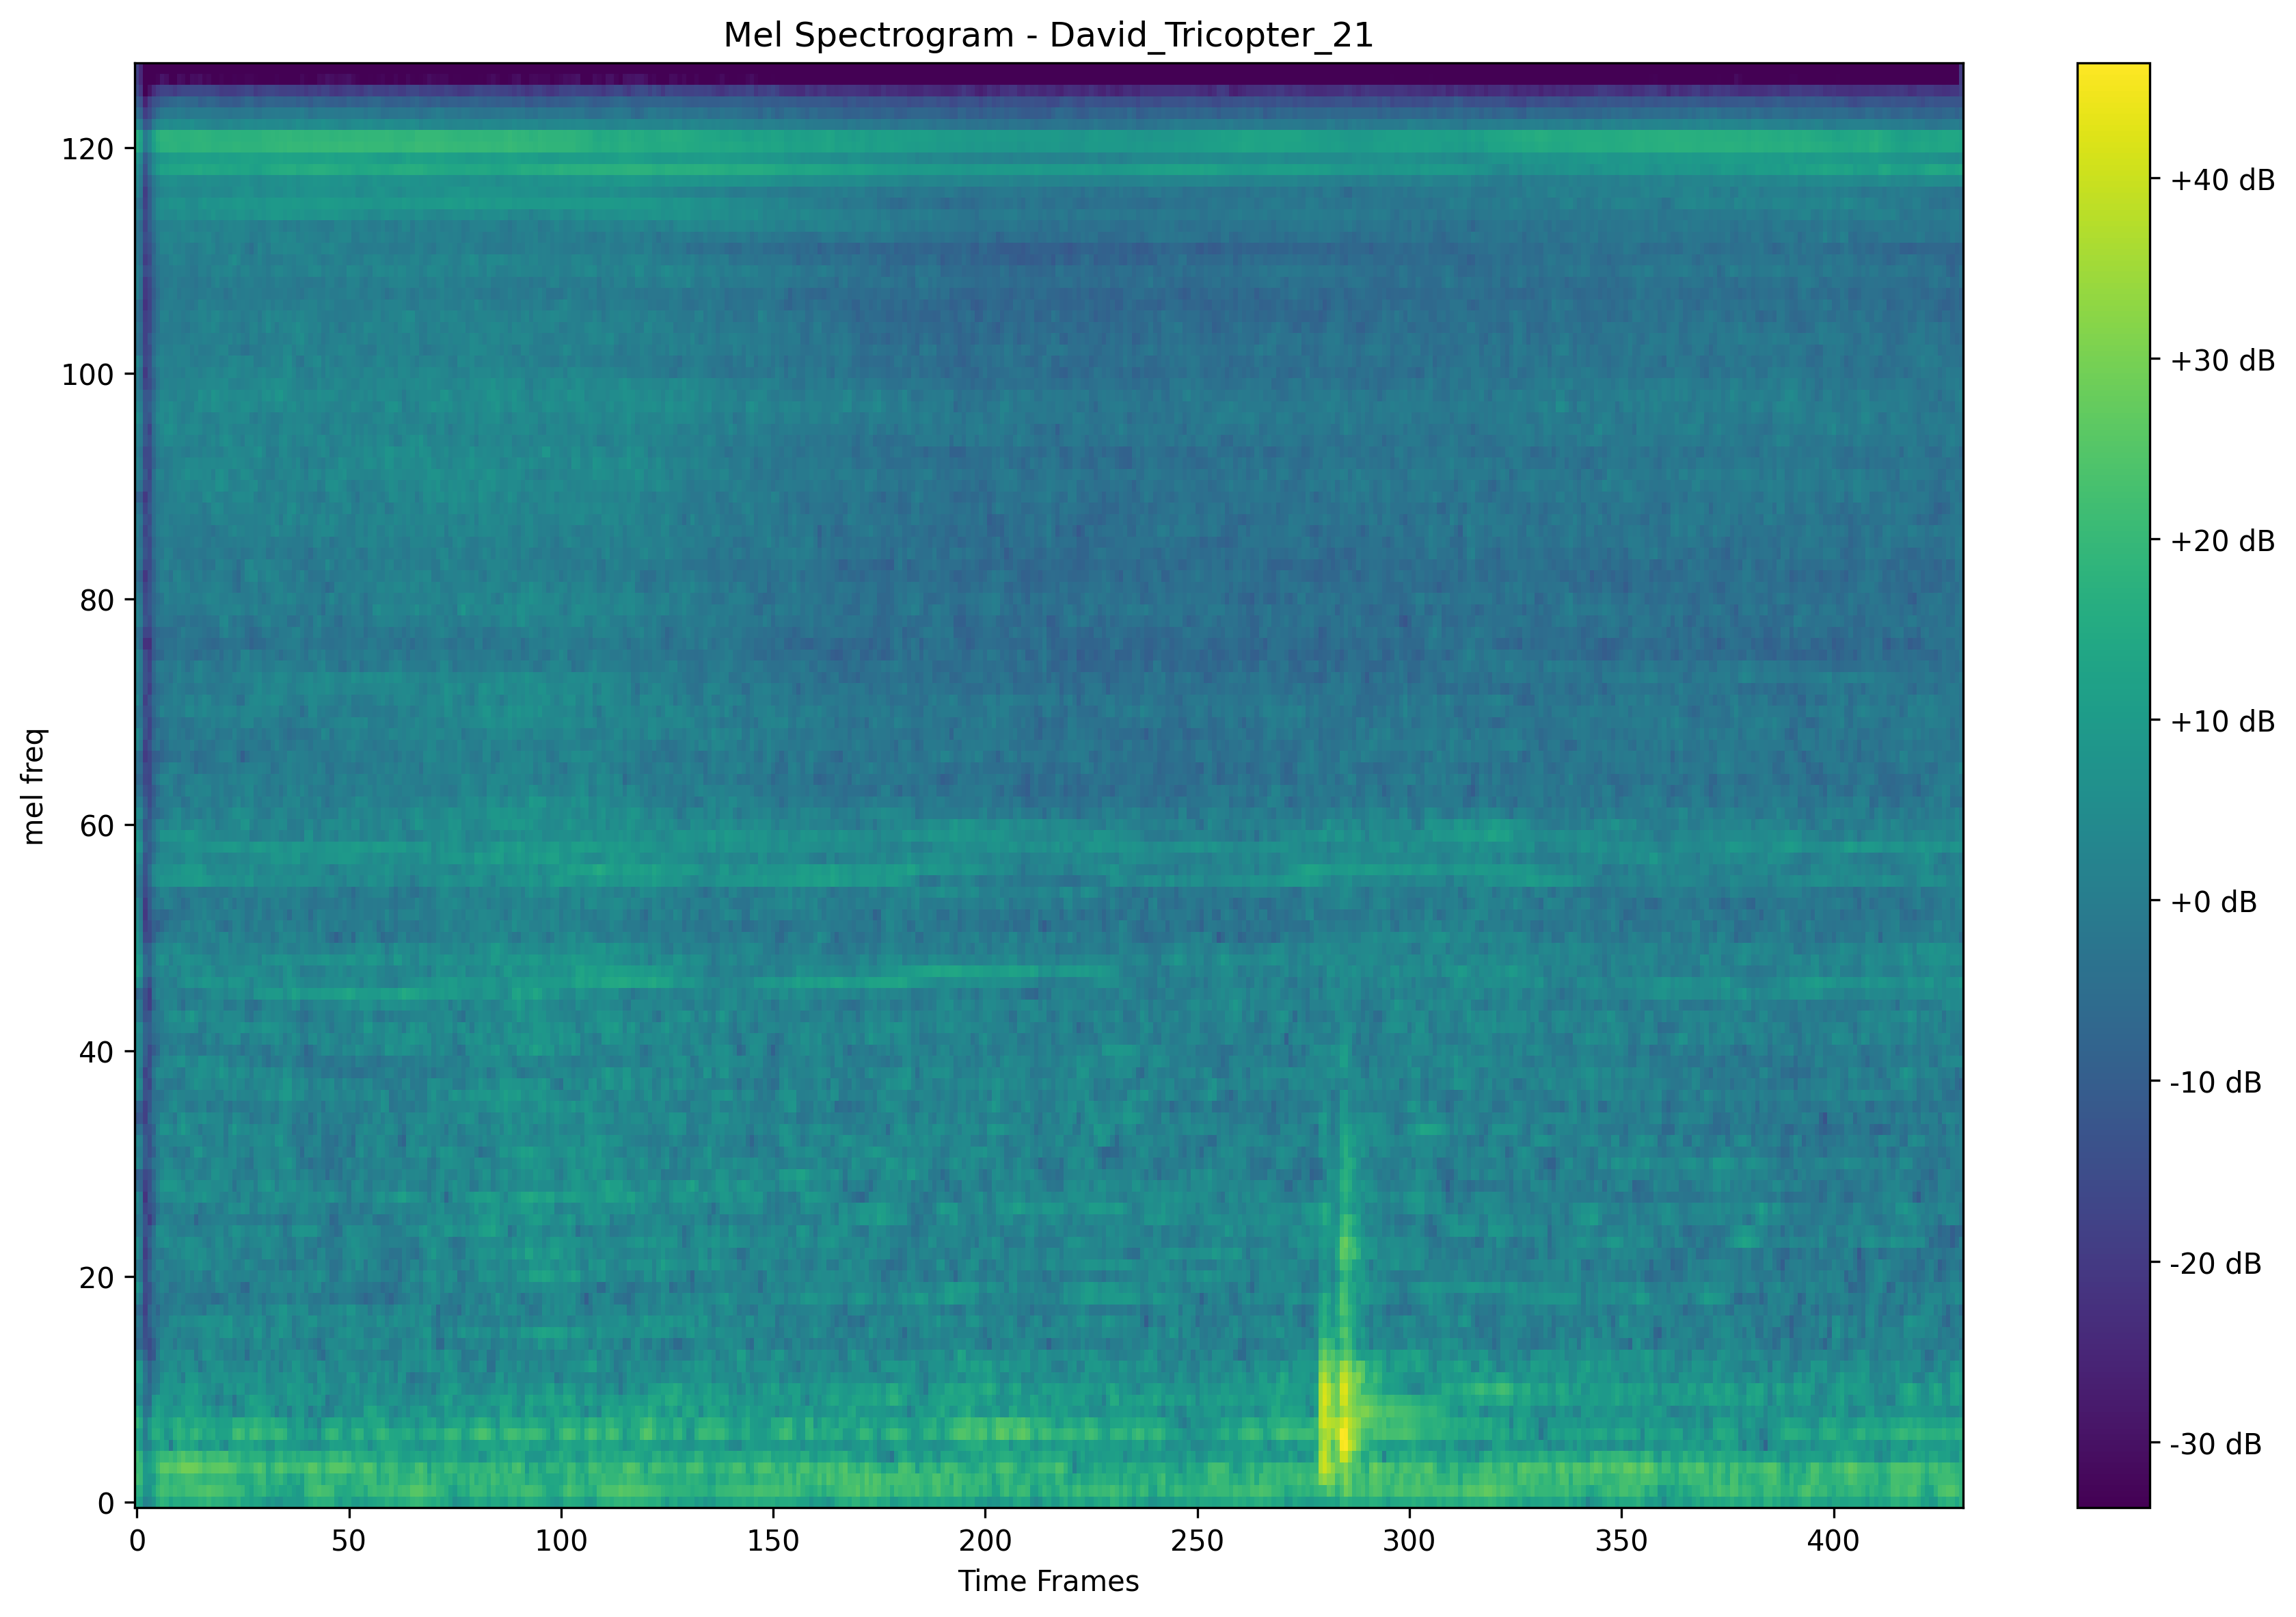 Mel Spectrogram - David_Tricopter_21
mel freq
120
100
80
60
40
20
0
0 50 100 150 200 250 300 350 400
Time Frames
+40 dB
+30 dB
+20 dB
+10 dB
+0 dB
-10 dB
-20 dB
-30 dB